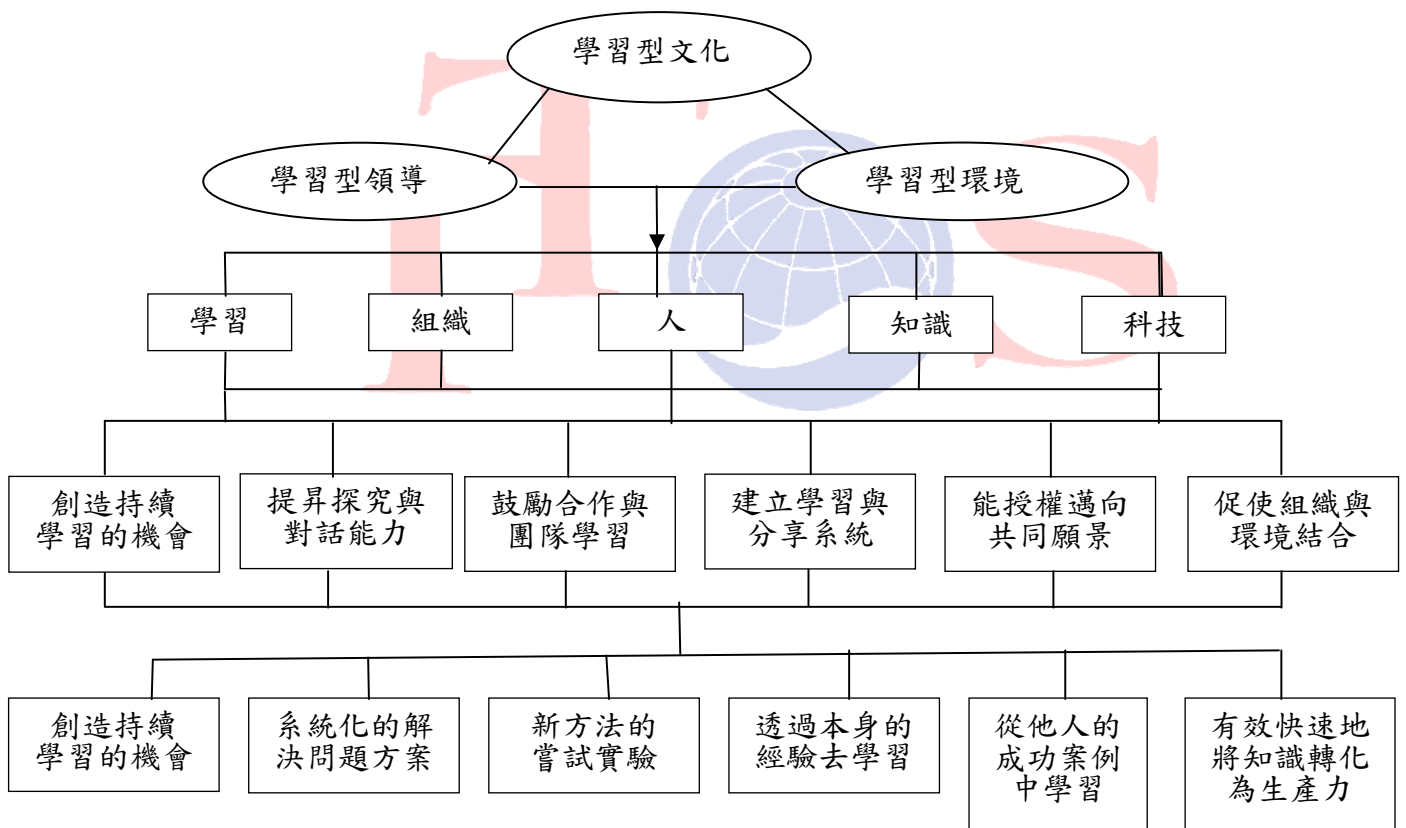 學習型文化
學習型領導
學習型環境
學習
組織
人
知識
科技
創造持續
學習的機會
提昇探究與
對話能力
鼓勵合作與
團隊學習
建立學習與
分享系統
能授權邁向
共同願景
促使組織與
環境結合
創造持續
學習的機會
系統化的解
決問題方案
新方法的
嘗試實驗
透過本身的
經驗去學習
從他人的
成功案例
中學習
有效快速地
將知識轉化
為生產力